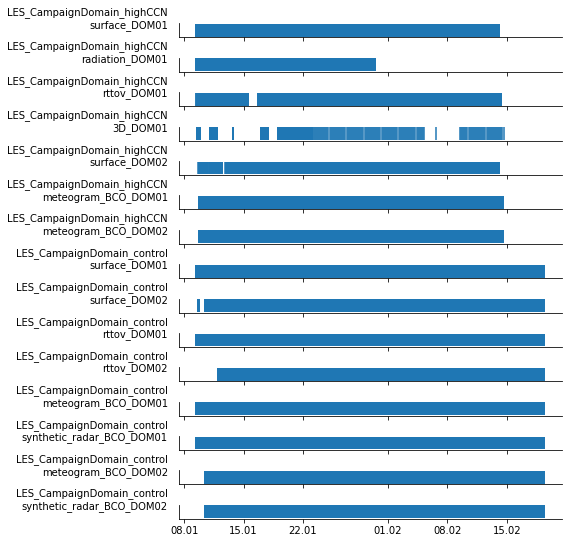 LES_CampaignDomain_highCCN
surface_DOM01
LES_CampaignDomain_highCCN
radiation_DOM01
LES_CampaignDomain_highCCN
rttov_DOM01
LES_CampaignDomain_highCCN
3D_DOM01
LES_CampaignDomain_highCCN
surface_DOM02
LES_CampaignDomain_highCCN
meteogram_BCO_DOM01
LES_CampaignDomain_highCCN
meteogram_BCO_DOM02
LES_CampaignDomain_control
surface_DOM01
LES_CampaignDomain_control
surface_DOM02
LES_CampaignDomain_control
rttov_DOM01
LES_CampaignDomain_control
rttov_DOM02
LES_CampaignDomain_control
meteogram_BCO_DOM01
LES_CampaignDomain_control
synthetic_radar_BCO_DOM01
LES_CampaignDomain_control
meteogram_BCO_DOM02
LES_CampaignDomain_control
synthetic_radar_BCO_DOM02
08.01 15.01 22.01 01.02 08.02 15.02